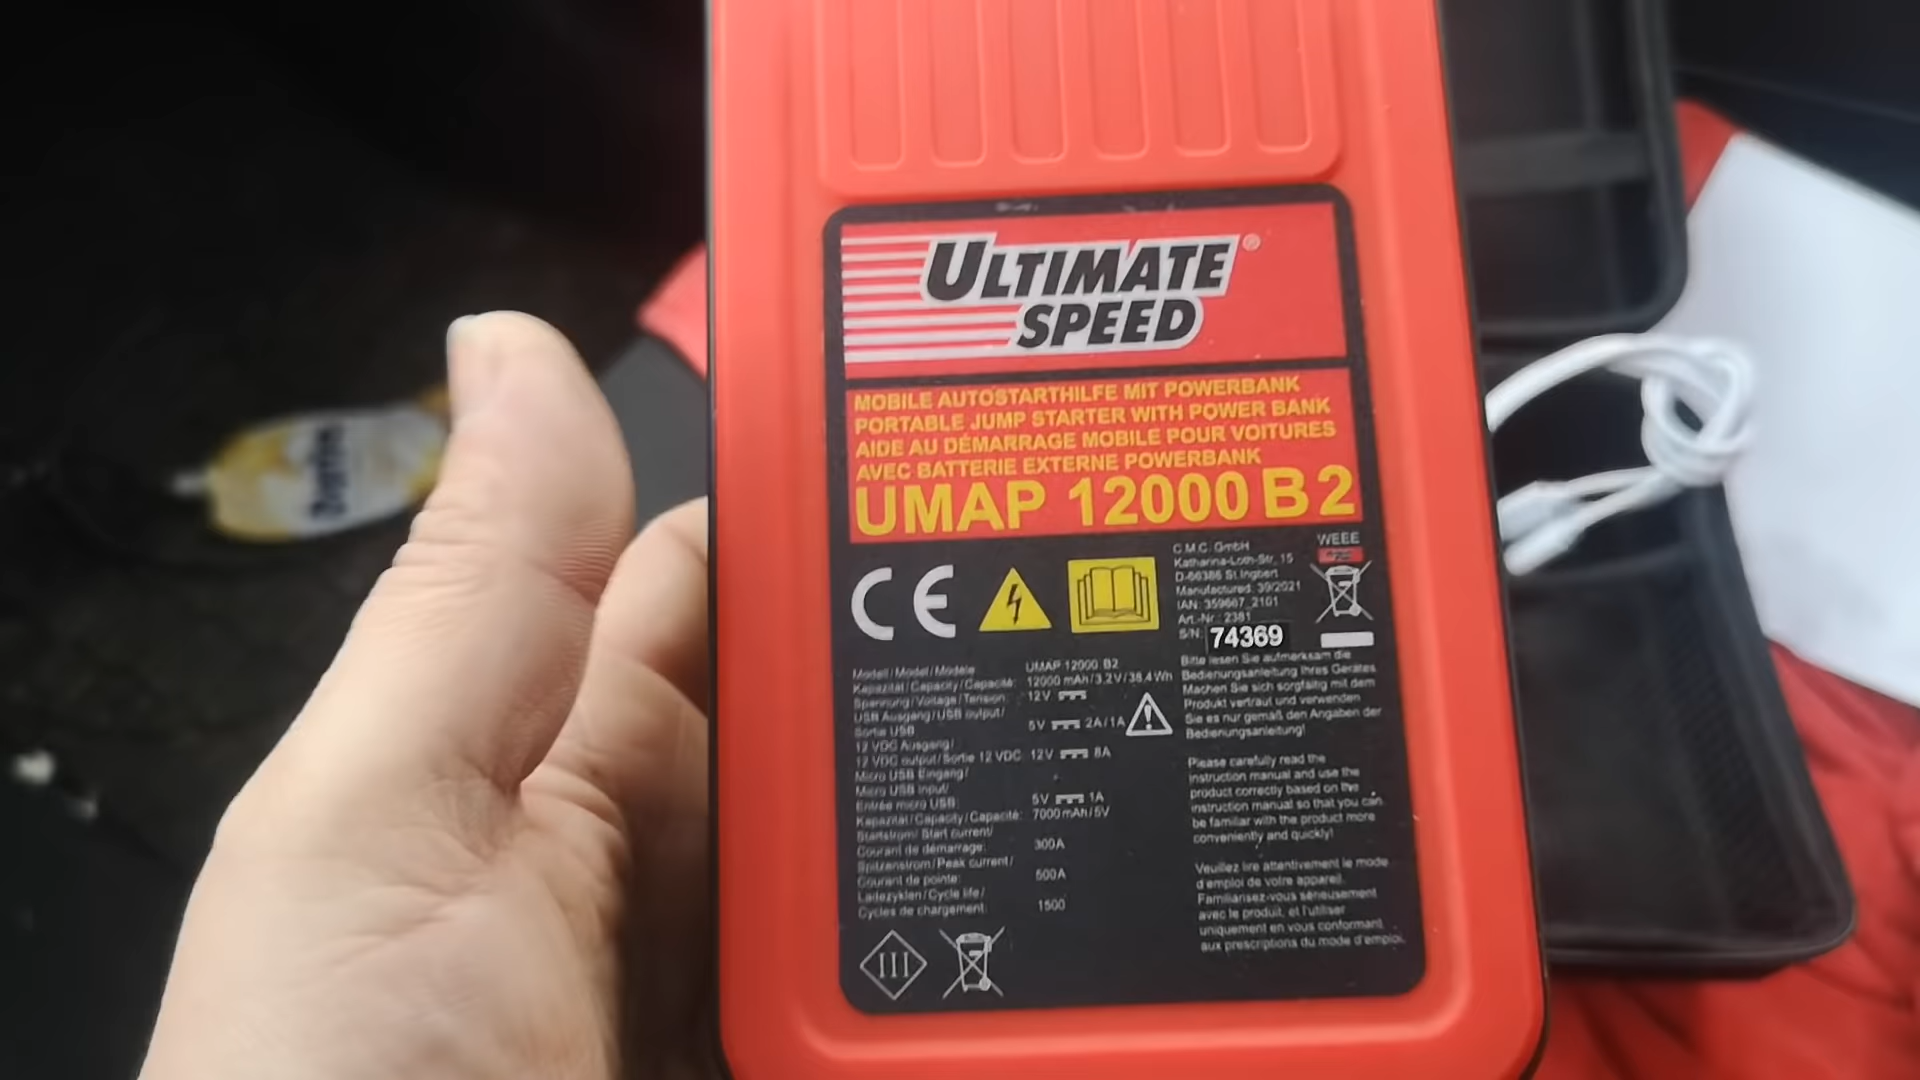 ULTIMATE ®
SPEED
MOBILE AUTOSTARTHILFE MIT POWERBANK
PORTABLE JUMP STARTER WITH POWER BANK
AIDE AU DÉMARRAGE MOBILE POUR VOITURES
AVEC BATTERIE EXTERNE POWERBANK
UMAP 12000 B 2
CE
C.M.C. GmbH
Katharina-Loth-Str. 15
D-66386 St.Ingbert
Manufactured: 39/2021
IAN: 359667_2101
Art.-Nr.: 2381
S/N: 74369
WEEE
Modell / Model / Modèle UMAP 12000 B2
Kapazität / Capacity / Capacité: 12000 mAh / 3.2V / 38.4Wh
Spannung / Voltage / Tension 12V
USB Ausgang / USB output /
Sortie USB 5V 2A / 1A
12 VDC Ausgang/
12 VDC output / Sortie 12 VDC 12V 8A
Micro USB Eingang/
Micro USB Input/
Entrée micro USB: 5V 1A
Kapazität / Capacity / Capacité: 7000 mAh / 5V
Startstrom/ Start current/
Courant de démarrage: 300A
Spitzenstrom / Peak current /
Courant de pointe: 500A
Ladezyklen / Cycle life /
Cycles de chargement: 1500
Bitte lesen Sie aufmerksam die
Bedienungsanleitung Ihres Gerätes
Machen Sie sich sorgfältig mit dem
Produkt vertraut und verwenden
Sie es nur gemäß den Angaben der
Bedienungsanleitung!
Please carefully read the
instruction manual and use the
product correctly based on the
instruction manual so that you can
be familiar with the product more
conveniently and quickly!
Veuillez lire attentivement le mode
d'emploi de votre appareil.
Familiarisez-vous sérieusement
avec le produit, et l'utiliser
uniquement en vous conformant
aux prescriptions du mode d'emploi.
III